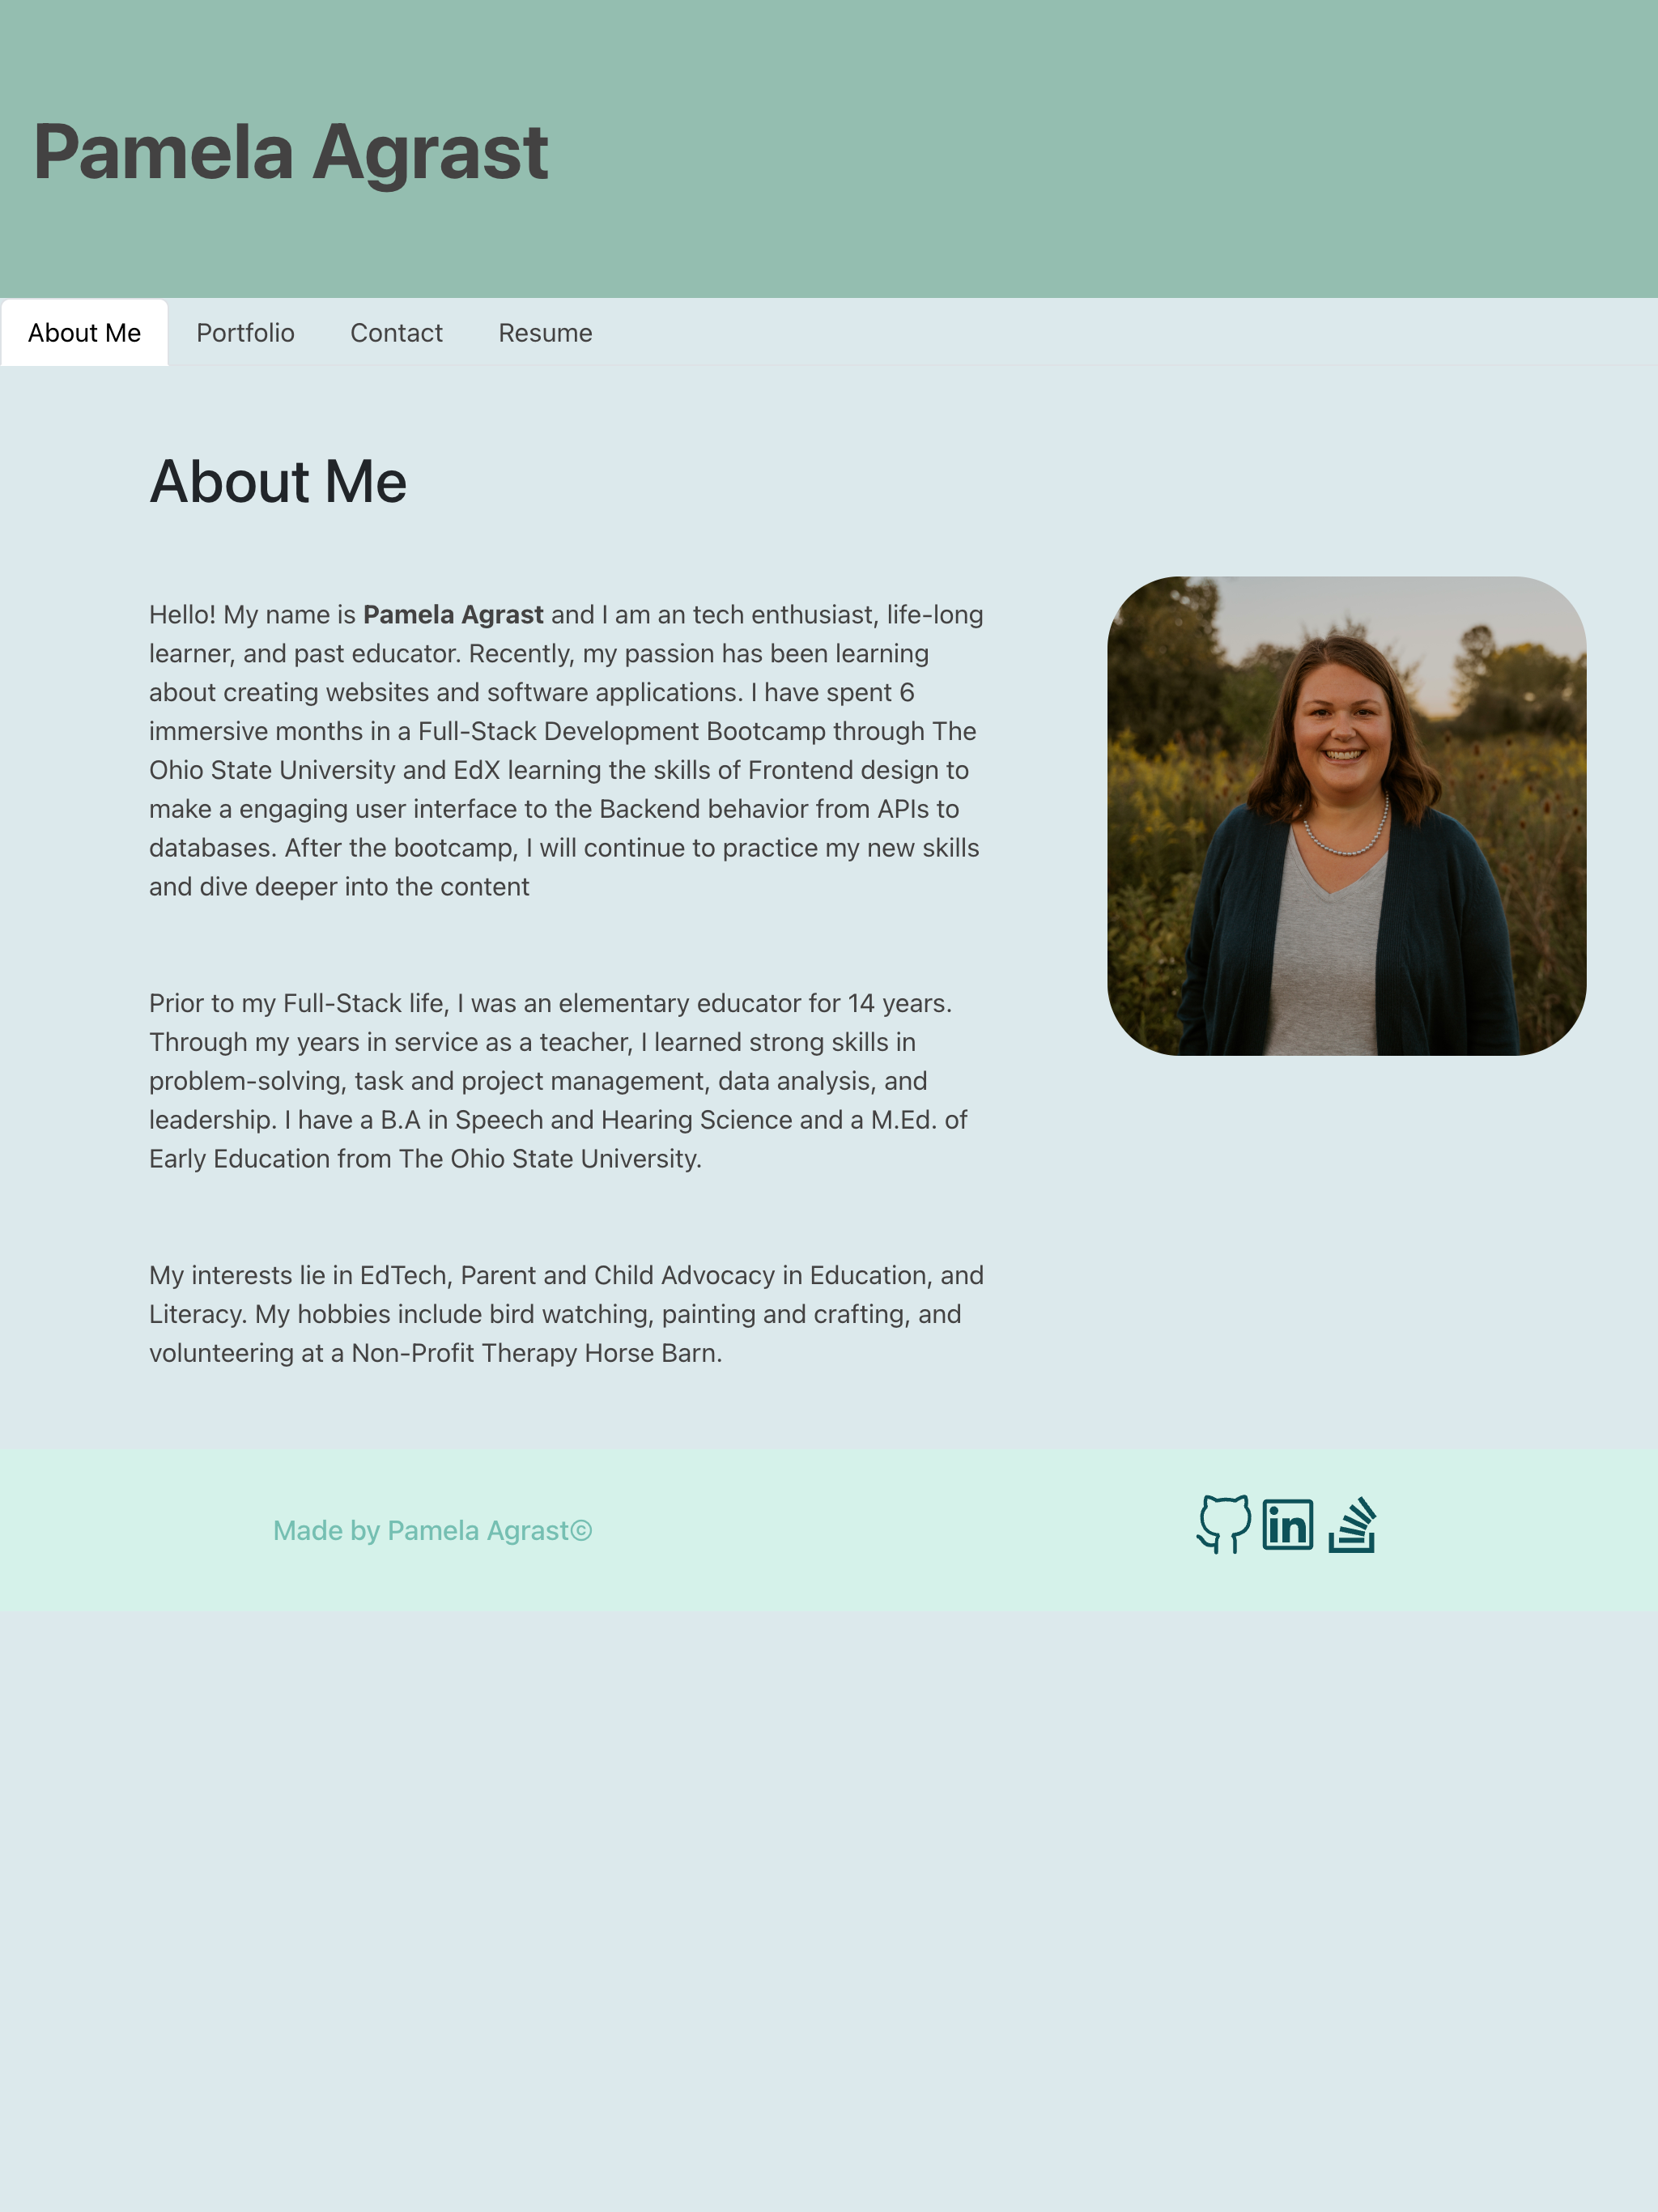 Pamela Agrast
About Me
Portfolio
Contact
Resume
About Me
Hello! My name is Pamela Agrast and I am an tech enthusiast, life-long
learner, and past educator. Recently, my passion has been learning
about creating websites and software applications. I have spent 6
immersive months in a Full-Stack Development Bootcamp through The
Ohio State University and EdX learning the skills of Frontend design to
make a engaging user interface to the Backend behavior from APIs to
databases. After the bootcamp, I will continue to practice my new skills
and dive deeper into the content
Prior to my Full-Stack life, I was an elementary educator for 14 years.
Through my years in service as a teacher, I learned strong skills in
problem-solving, task and project management, data analysis, and
leadership. I have a B.A in Speech and Hearing Science and a M.Ed. of
Early Education from The Ohio State University.
My interests lie in EdTech, Parent and Child Advocacy in Education, and
Literacy. My hobbies include bird watching, painting and crafting, and
volunteering at a Non-Profit Therapy Horse Barn.
Made by Pamela Agrast©
in